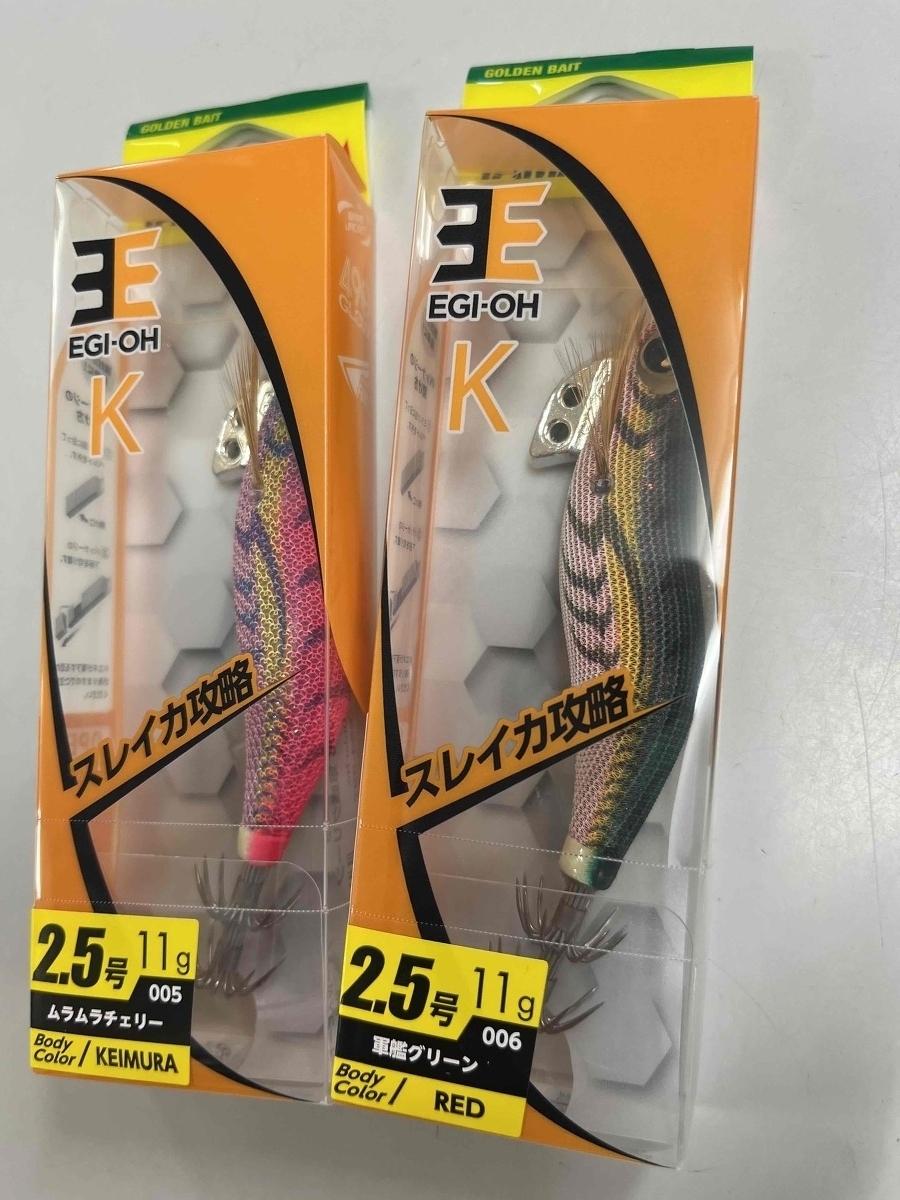 GOLDEN BAIT
EGI-OH
K
スレイカ攻略
2.5号 11g
005
ムラムラチェリー
Body Color / KEIMURA
GOLDEN BAIT
EGI-OH
K
スレイカ攻略
2.5号 11g
006
軍艦グリーン
Body Color / RED